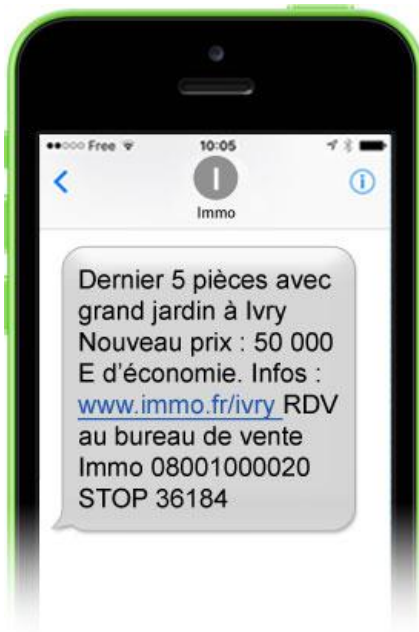 Free 10:05
I
Immo
Dernier 5 pièces avec
grand jardin à Ivry
Nouveau prix : 50 000
E d'économie. Infos :
www.immo.fr/ivry RDV
au bureau de vente
Immo 08001000020
STOP 36184